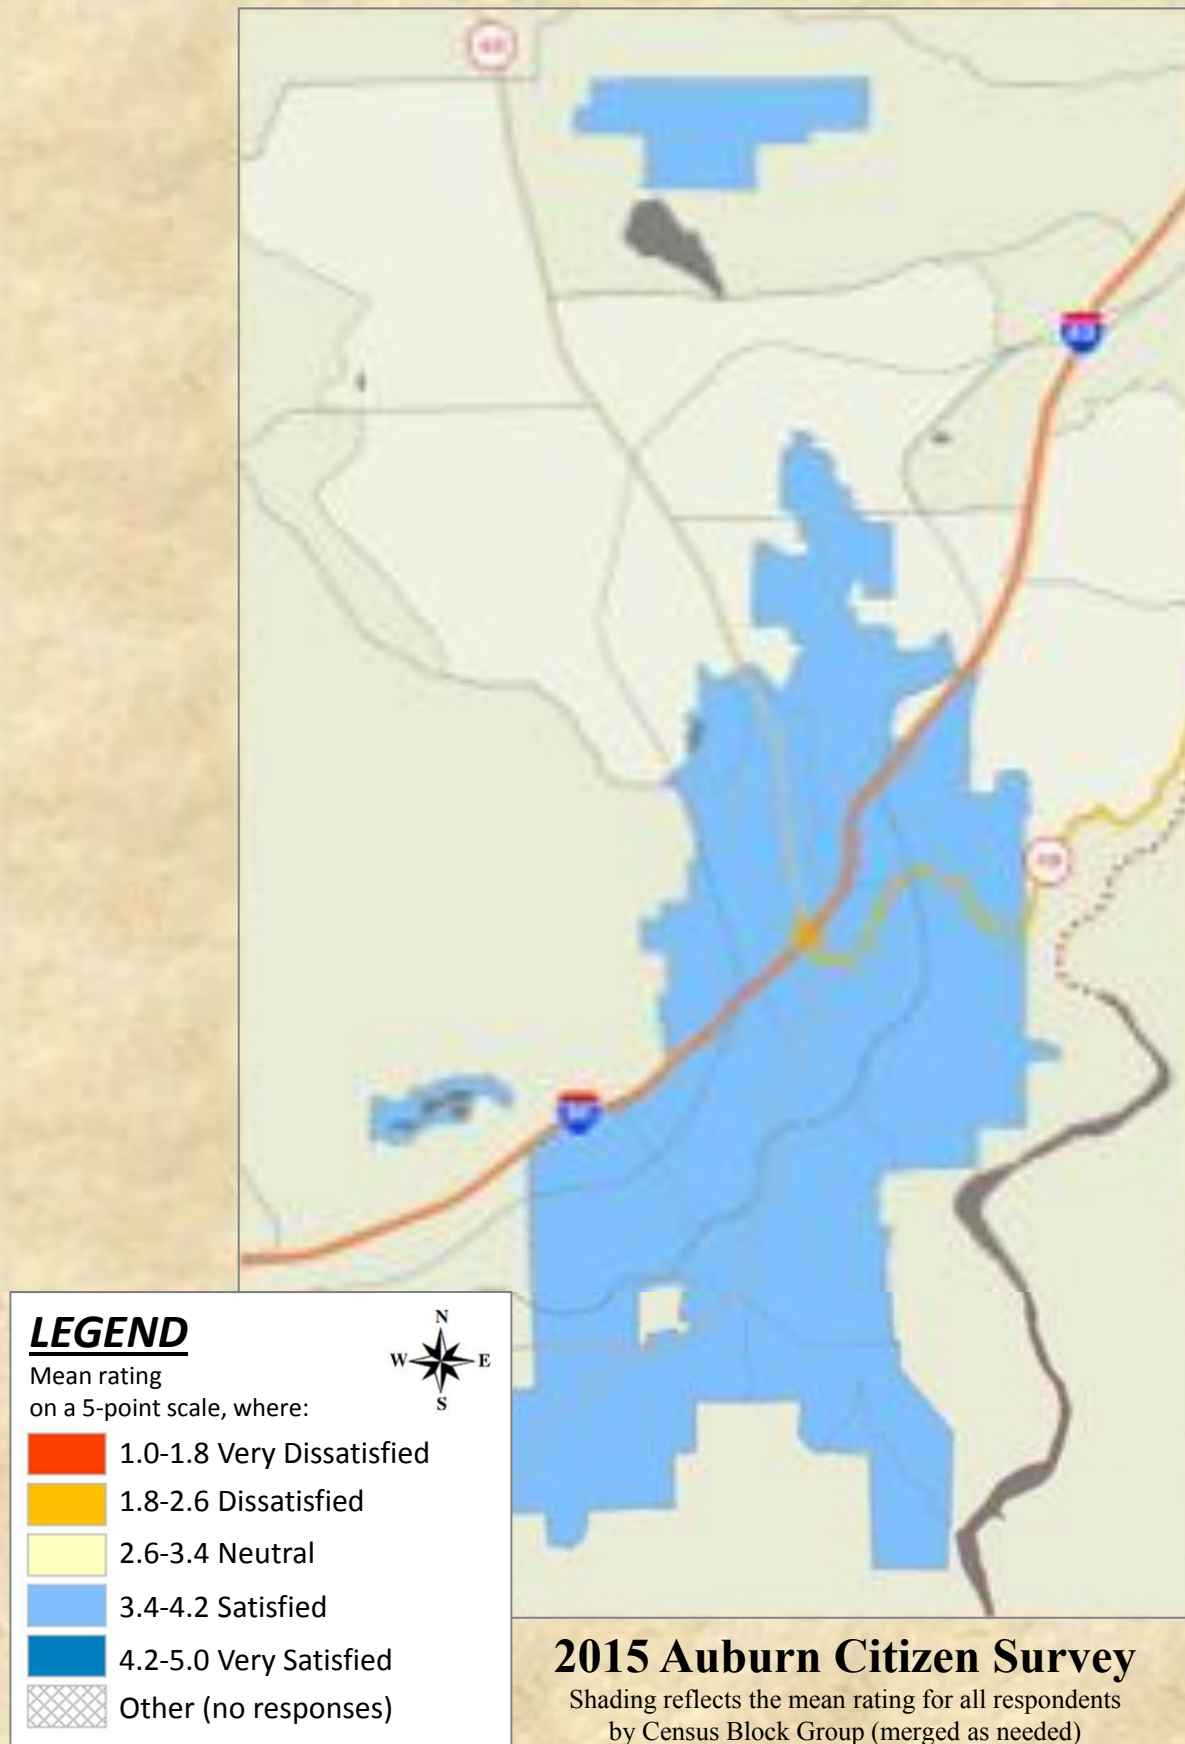 LEGEND
Mean rating
on a 5-point scale, where:
N
W
E
S
1.0-1.8 Very Dissatisfied
1.8-2.6 Dissatisfied
2.6-3.4 Neutral
3.4-4.2 Satisfied
4.2-5.0 Very Satisfied
Other (no responses)
2015 Auburn Citizen Survey
Shading reflects the mean rating for all respondents
by Census Block Group (merged as needed)